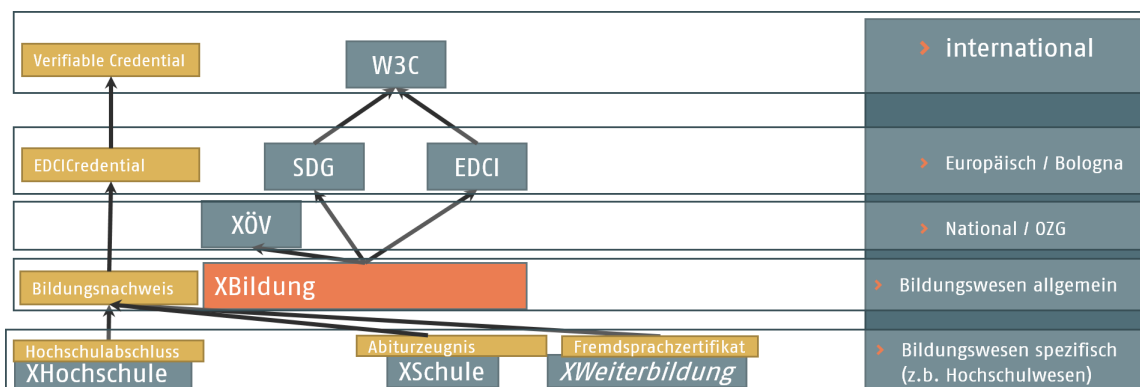 Verifiable Credential
W3C
> international
EDCICredential
SDG
EDCI
> Europäisch / Bologna
XÖV
> National / OZG
Bildungsnachweis
XBildung
> Bildungswesen allgemein
Hochschulabschluss
XHochschule
Abiturzeugnis
XSchule
Fremdsprachzertifikat
XWeiterbildung
> Bildungswesen spezifisch
(z.b. Hochschulwesen)